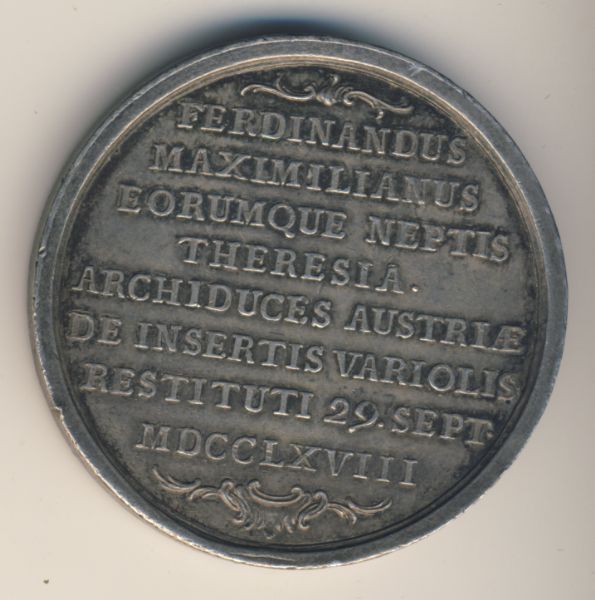 FERDINANDUS
MAXIMILIANUS
EORUMQUE NEPTIS
THERESIA.
ARCHIDUCES AUSTRIÆ
DE INSERTIS VARIOLIS
RESTITUTI 29. SEPT.
MDCCLXVIII